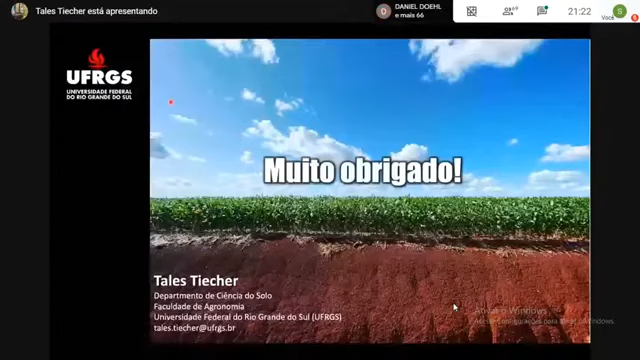 Tales Tiecher está apresentando
DANIEL DOEHL
e mais 66
69
21:22
Você
S
D
UFRGS
UNIVERSIDADE FEDERAL
DO RIO GRANDE DO SUL
Muito obrigado!
Tales Tiecher
Departmento de Ciência do Solo
Faculdade de Agronomia
Universidade Federal do Rio Grande do Sul (UFRGS)
tales.tiecher@ufrgs.br
Ativar o Windows